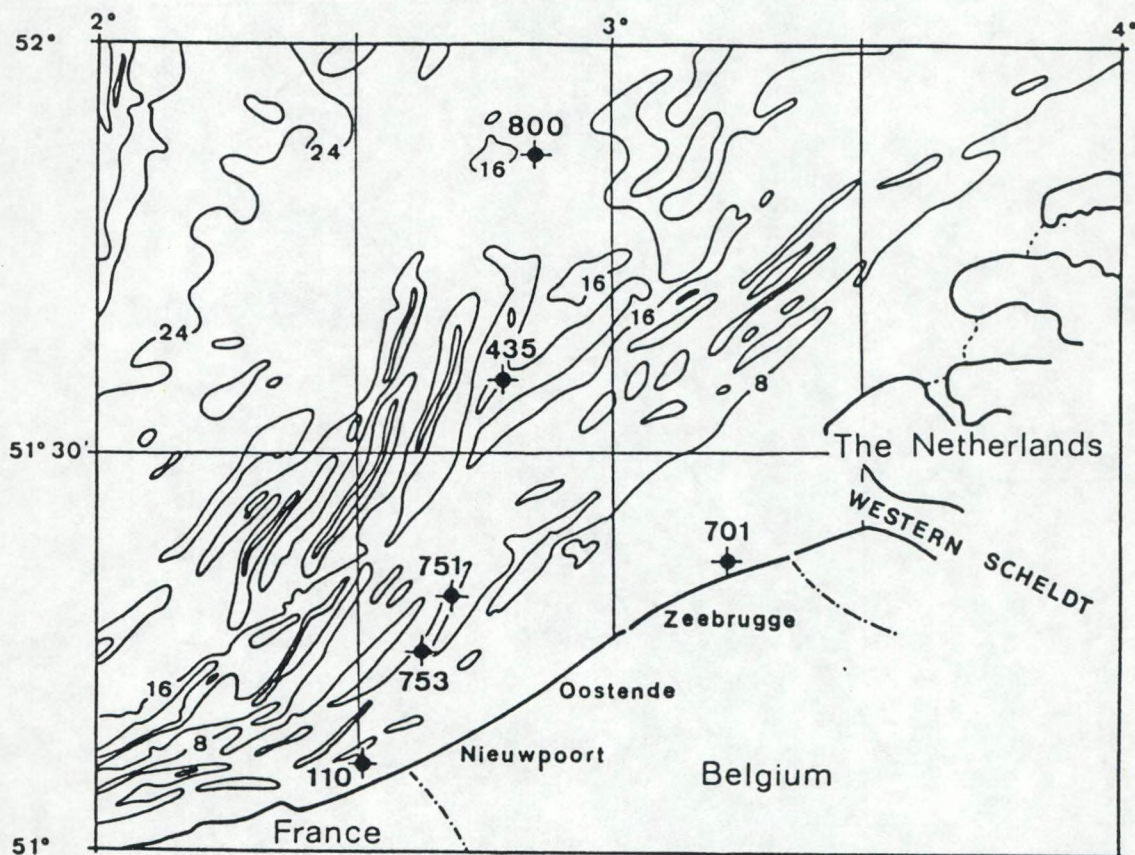 2° 3° 4°
52°
800
24
16
16
16
24
435
8
51° 30'
The Netherlands
WESTERN SCHELDT
701
751
Zeebrugge
753
16
Oostende
8
Nieuwpoort
110
Belgium
France
51°